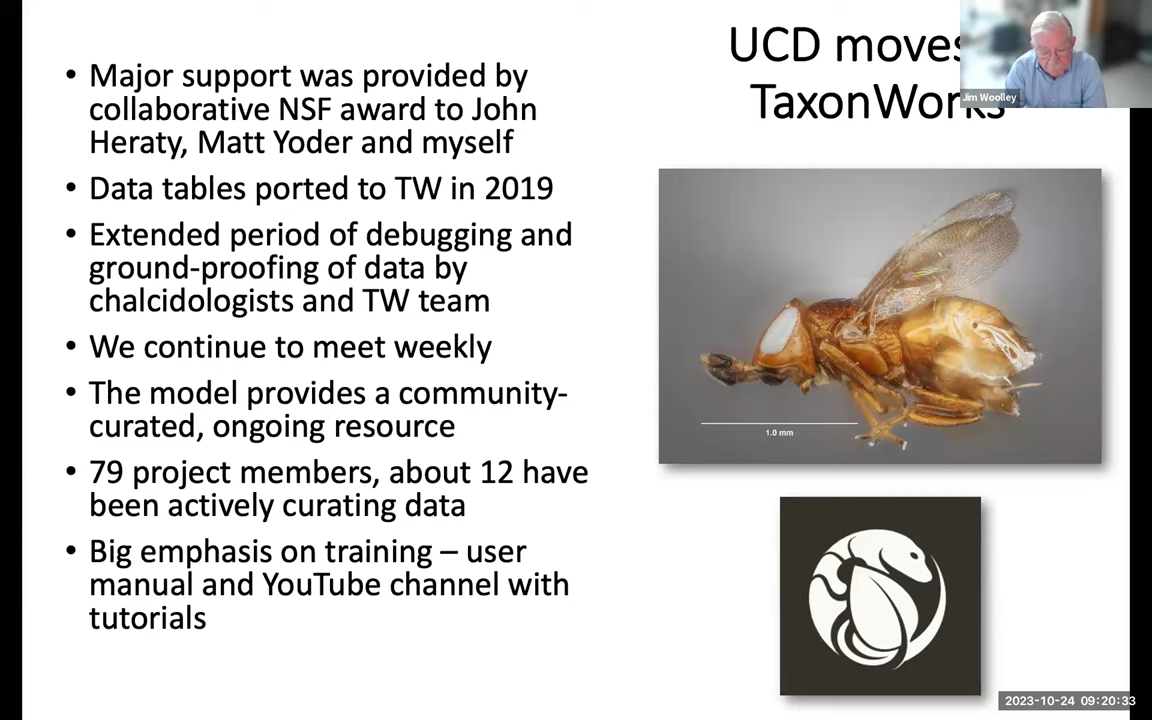 UCD moves
TaxonWorks
Jim Woolley
• Major support was provided by
collaborative NSF award to John
Heraty, Matt Yoder and myself
• Data tables ported to TW in 2019
• Extended period of debugging and
ground-proofing of data by
chalcidologists and TW team
• We continue to meet weekly
• The model provides a community-
curated, ongoing resource
• 79 project members, about 12 have
been actively curating data
• Big emphasis on training – user
manual and YouTube channel with
tutorials
1.0 mm
2023-10-24 09:20:33